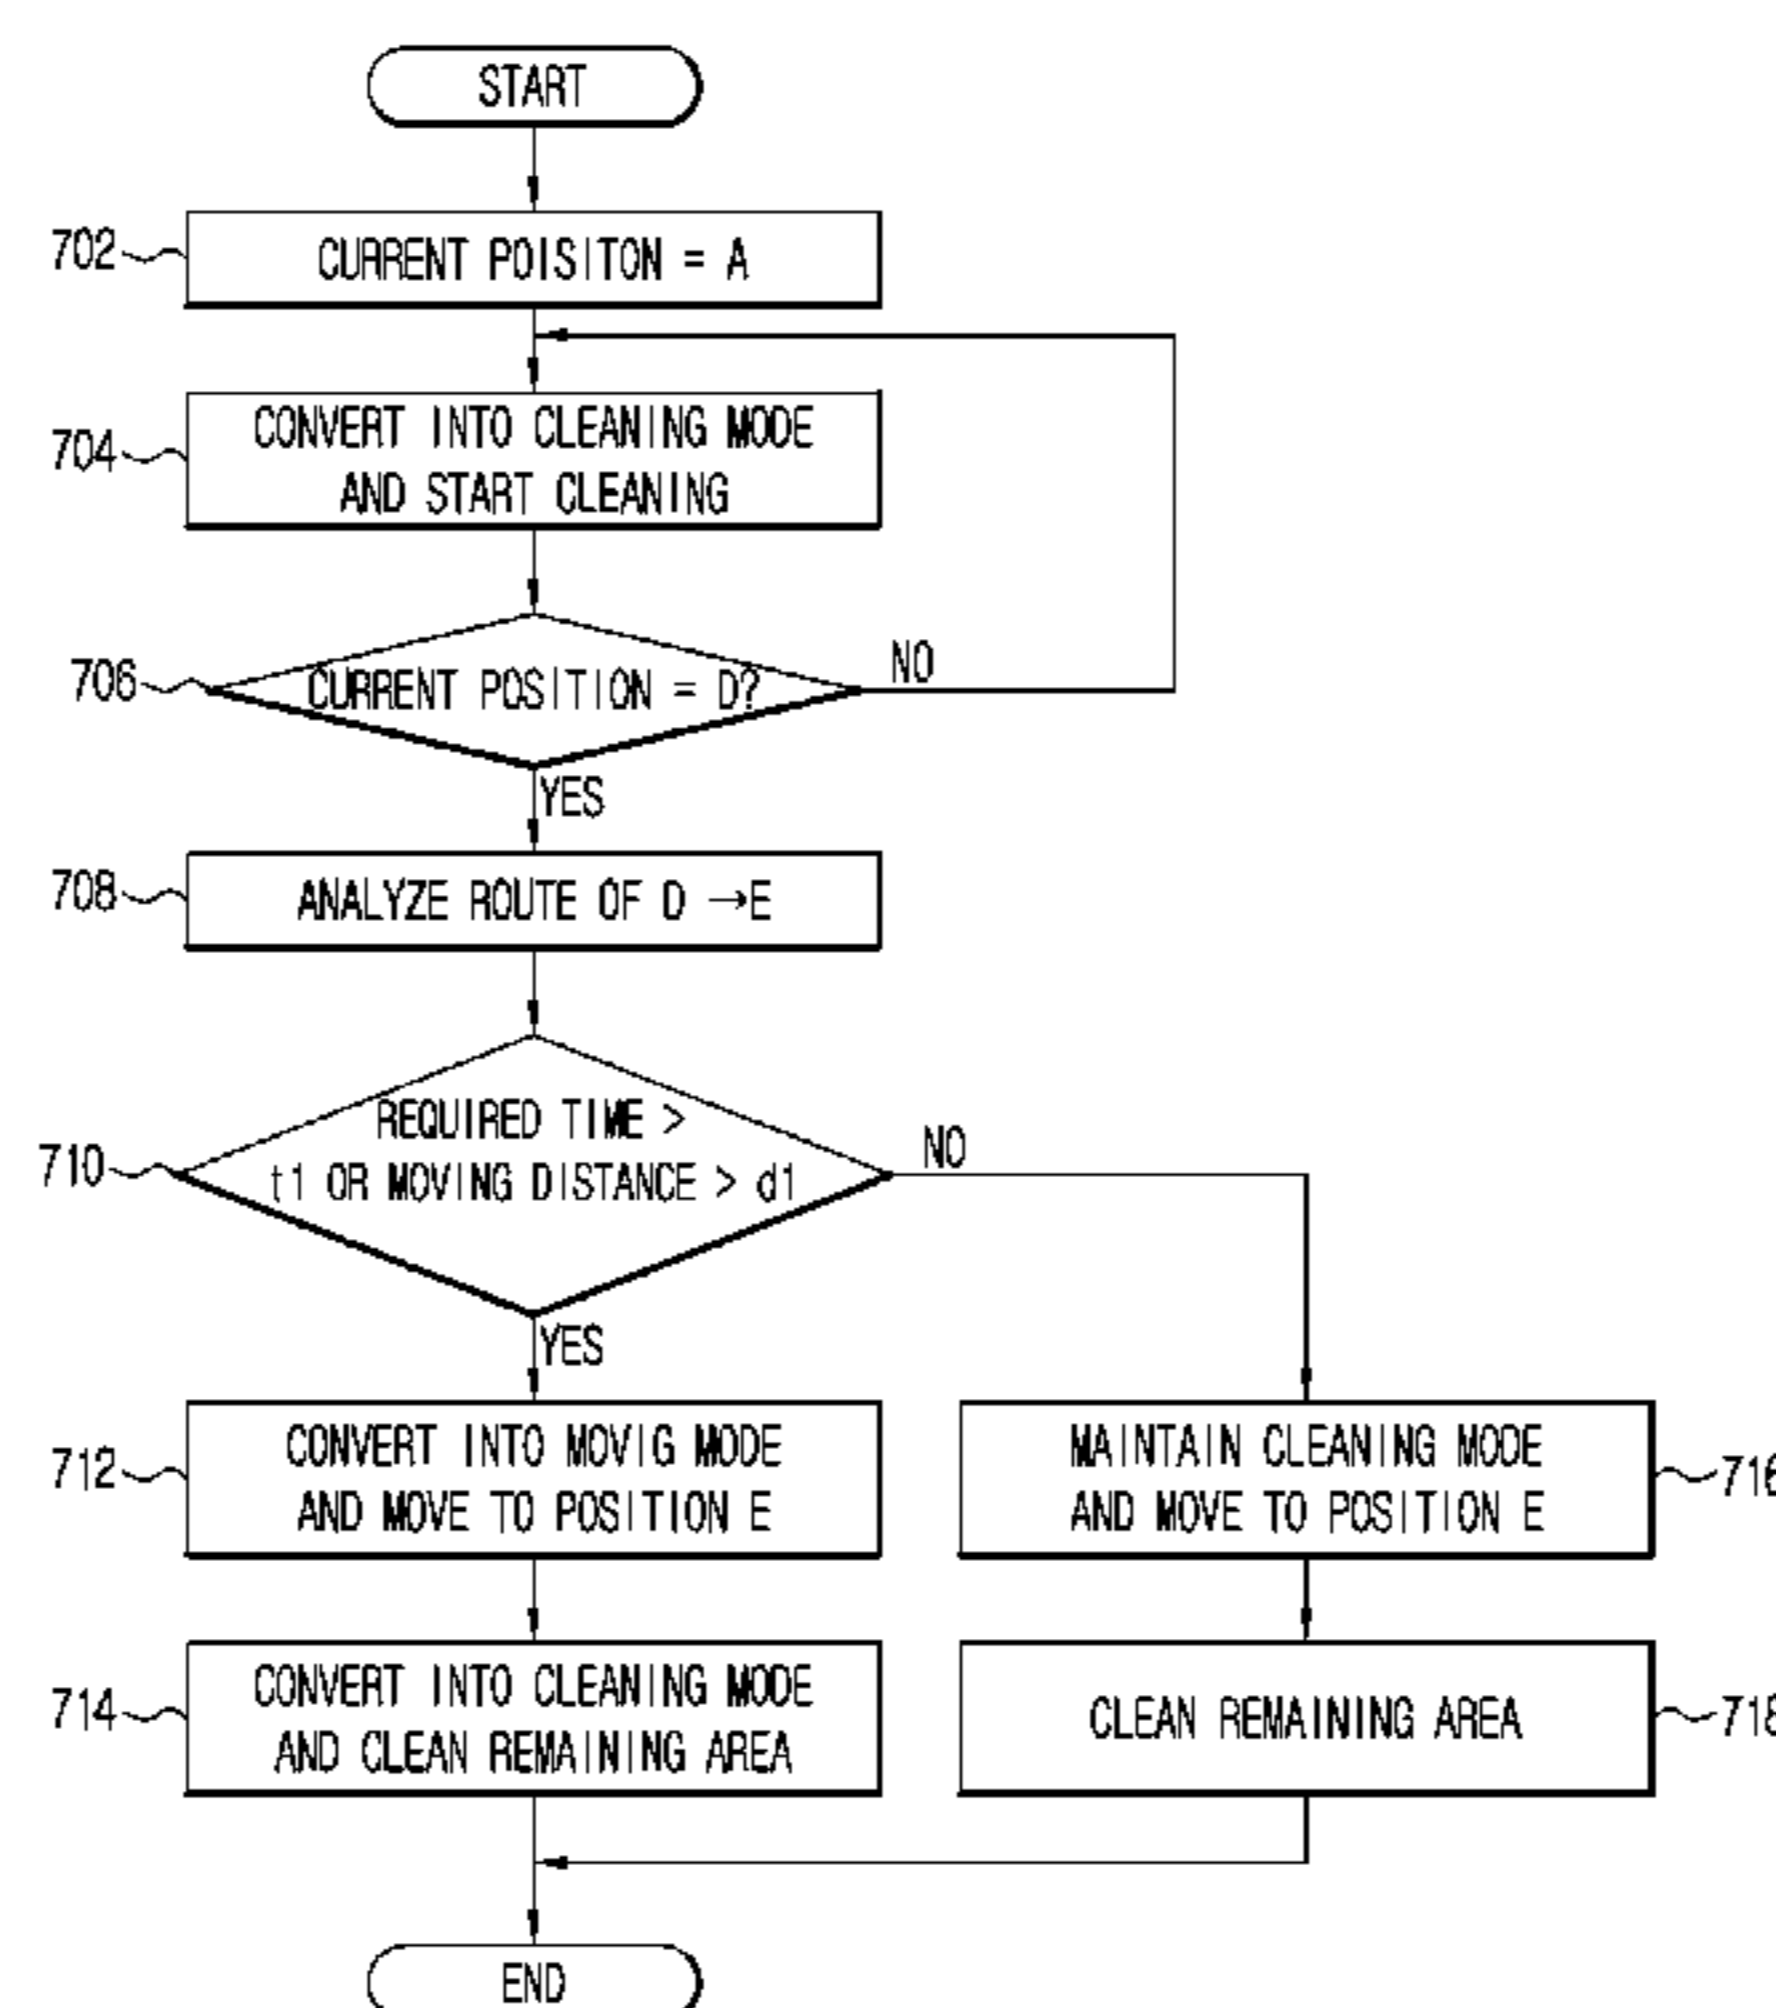 START
702
CURRENT POISITON = A
704
CONVERT INTO CLEANING MODE
AND START CLEANING
706
CURRENT POSITION = D?
NO
YES
708
ANALYZE ROUTE OF D →E
710
REQUIRED TIME >
t1 OR MOVING DISTANCE > d1
NO
YES
712
CONVERT INTO MOVIG MODE
AND MOVE TO POSITION E
MAINTAIN CLEANING MODE
AND MOVE TO POSITION E
716
714
CONVERT INTO CLEANING MODE
AND CLEAN REMAINING AREA
CLEAN REMAINING AREA
718
END